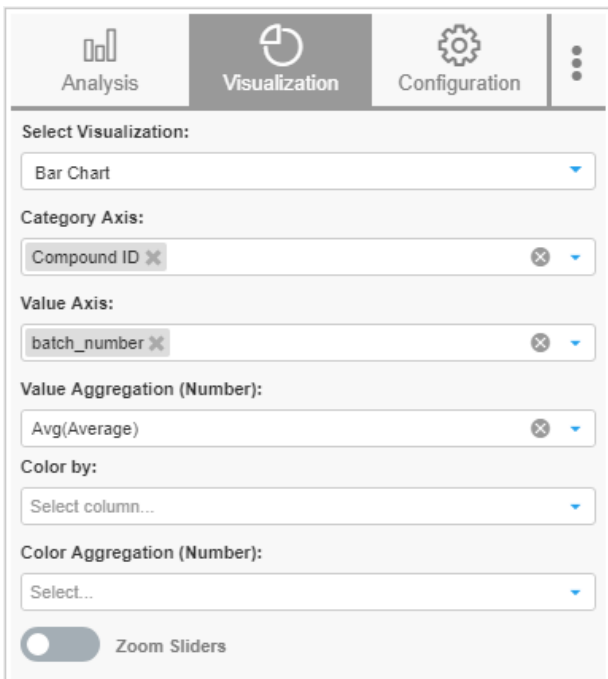 Analysis
Visualization
Configuration
Select Visualization:
Bar Chart
Category Axis:
Compound ID
Value Axis:
batch_number
Value Aggregation (Number):
Avg(Average)
Color by:
Select column...
Color Aggregation (Number):
Select...
Zoom Sliders